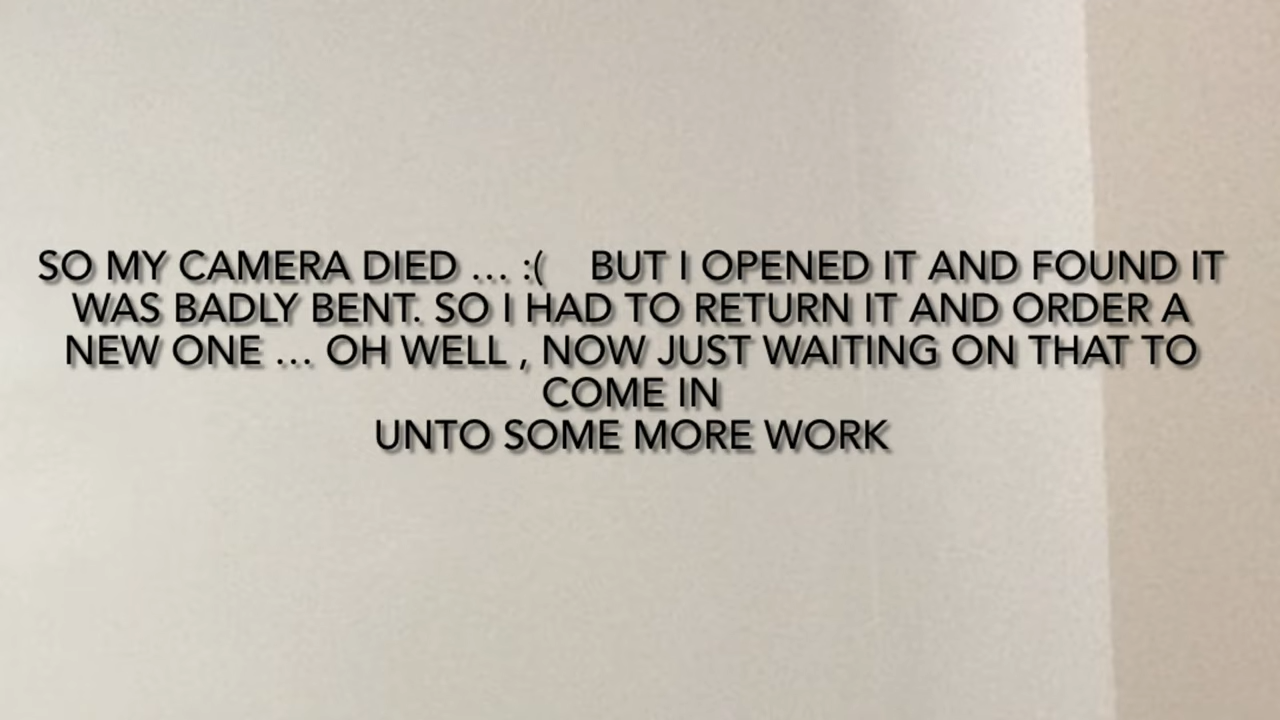 SO MY CAMERA DIED ... :( BUT I OPENED IT AND FOUND IT
WAS BADLY BENT. SO I HAD TO RETURN IT AND ORDER A
NEW ONE ... OH WELL , NOW JUST WAITING ON THAT TO
COME IN
UNTO SOME MORE WORK